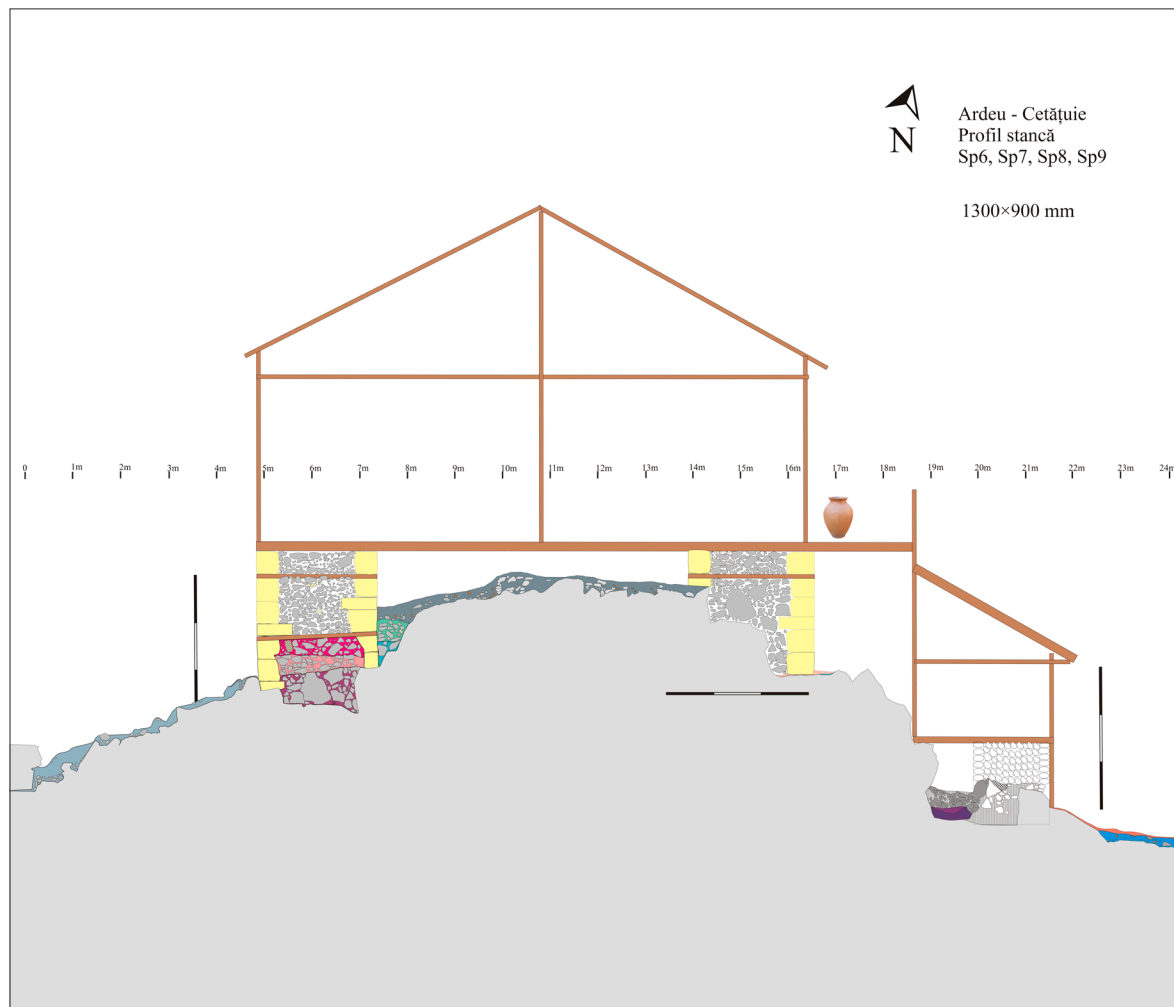 Ardeu - Cetățuie
Profil stancă
N
Sp6, Sp7, Sp8, Sp9
1300×900 mm
0 1m 2m 3m 4m 5m 6m 7m 8m 9m 10m 11m 12m 13m 14m 15m 16m 17m 18m 19m 20m 21m 22m 23m 24m